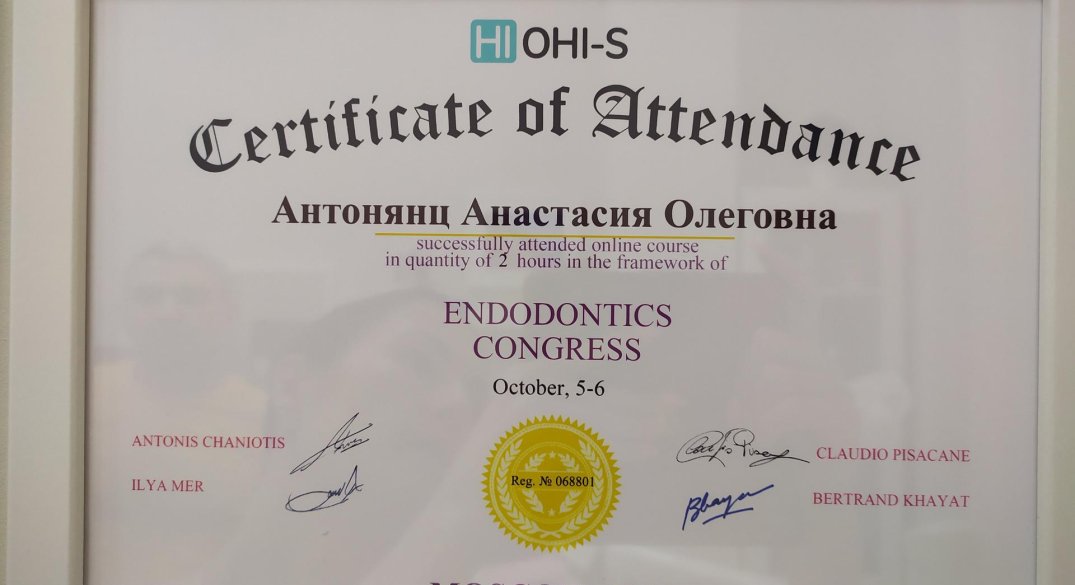 HI OHI-S
Certificate of Attendance
Антонянц Анастасия Олеговна
successfully attended online course
in quantity of 2 hours in the framework of
ENDODONTICS
CONGRESS
October, 5-6
ANTONIS CHANIOTIS
ILYA MER
Reg. № 068801
CLAUDIO PISACANE
BERTRAND KHAYAT